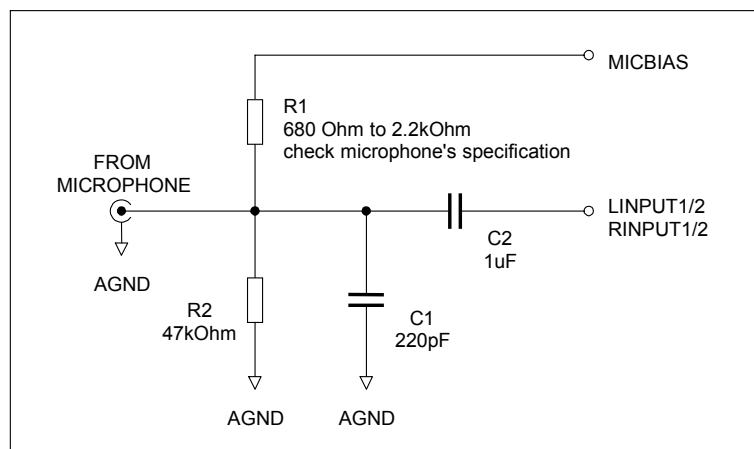 MICBIAS
R1
680 Ohm to 2.2kOhm
check microphone's specification
FROM
MICROPHONE
LINPUT1/2
RINPUT1/2
C2
1uF
AGND
R2
47kOhm
C1
220pF
AGND
AGND